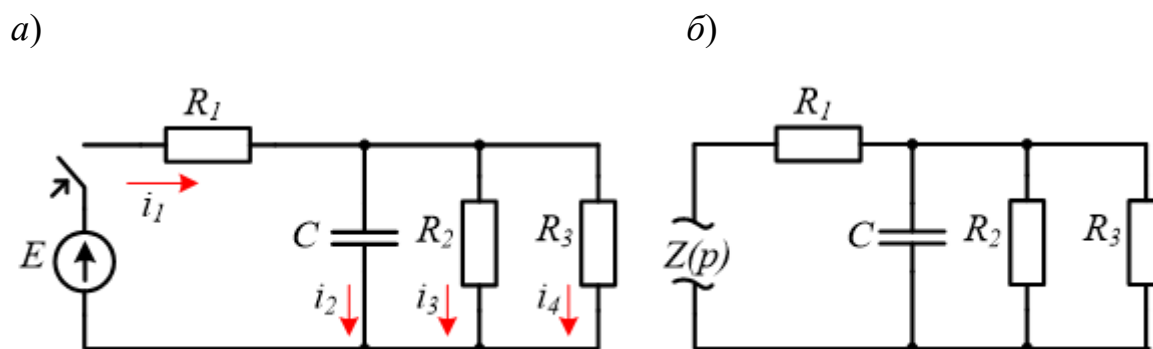 а) б)
R1 R1
i1
E C R2 R3 Z(p) C R2 R3
i2 i3 i4